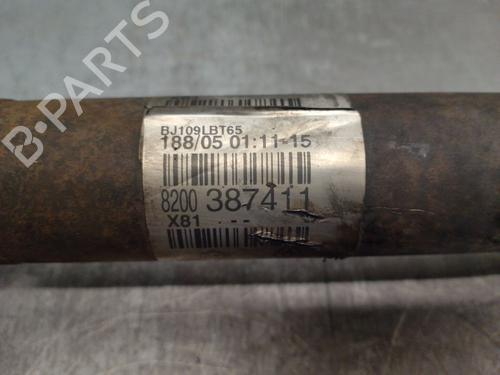 BJ109LBT65
188/05 01:11-15
8200 387411
X81 ---
B-PARTS